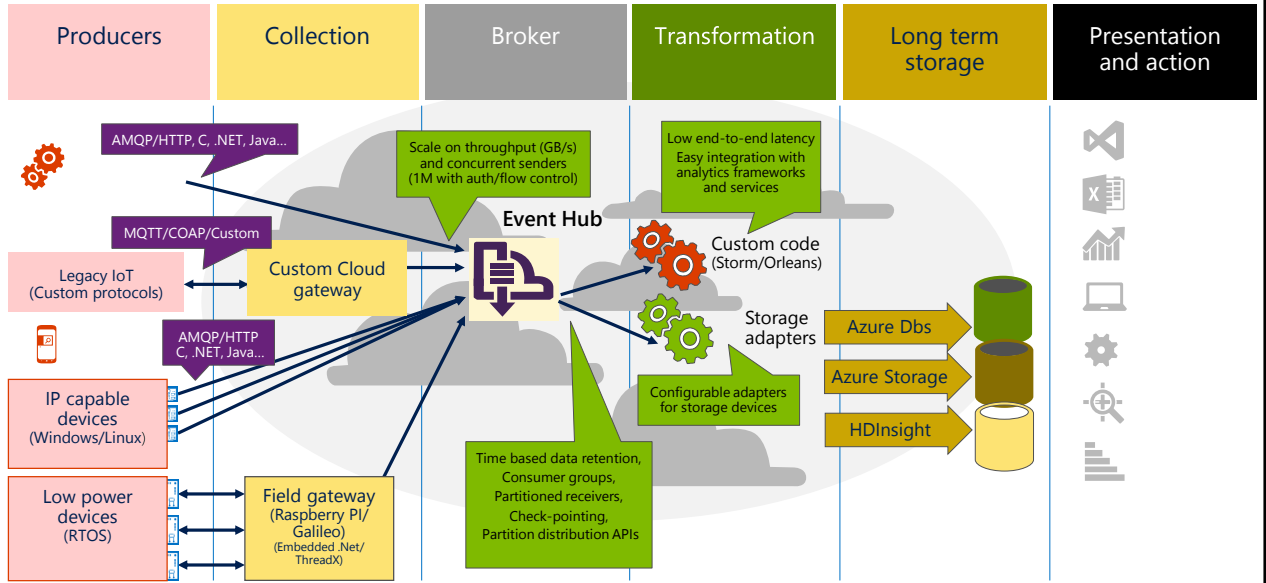 Producers
Collection
Broker
Transformation
Long term
storage
Presentation
and action
AMQP/HTTP, C, .NET, Java...
Scale on throughput (GB/s)
and concurrent senders
(1M with auth/flow control)
Low end-to-end latency
Easy integration with
analytics frameworks
and services
Event Hub
MQTT/COAP/Custom
Legacy IoT
(Custom protocols)
Custom Cloud
gateway
Custom code
(Storm/Orleans)
Storage
adapters
AMQP/HTTP
C, .NET, Java...
Azure Dbs
Azure Storage
HDInsight
Configurable adapters
for storage devices
IP capable
devices
(Windows/Linux)
Time based data retention,
Consumer groups,
Partitioned receivers,
Check-pointing,
Partition distribution APIs
Low power
devices
(RTOS)
Field gateway
(Raspberry PI/
Galileo)
(Embedded .Net/
ThreadX)